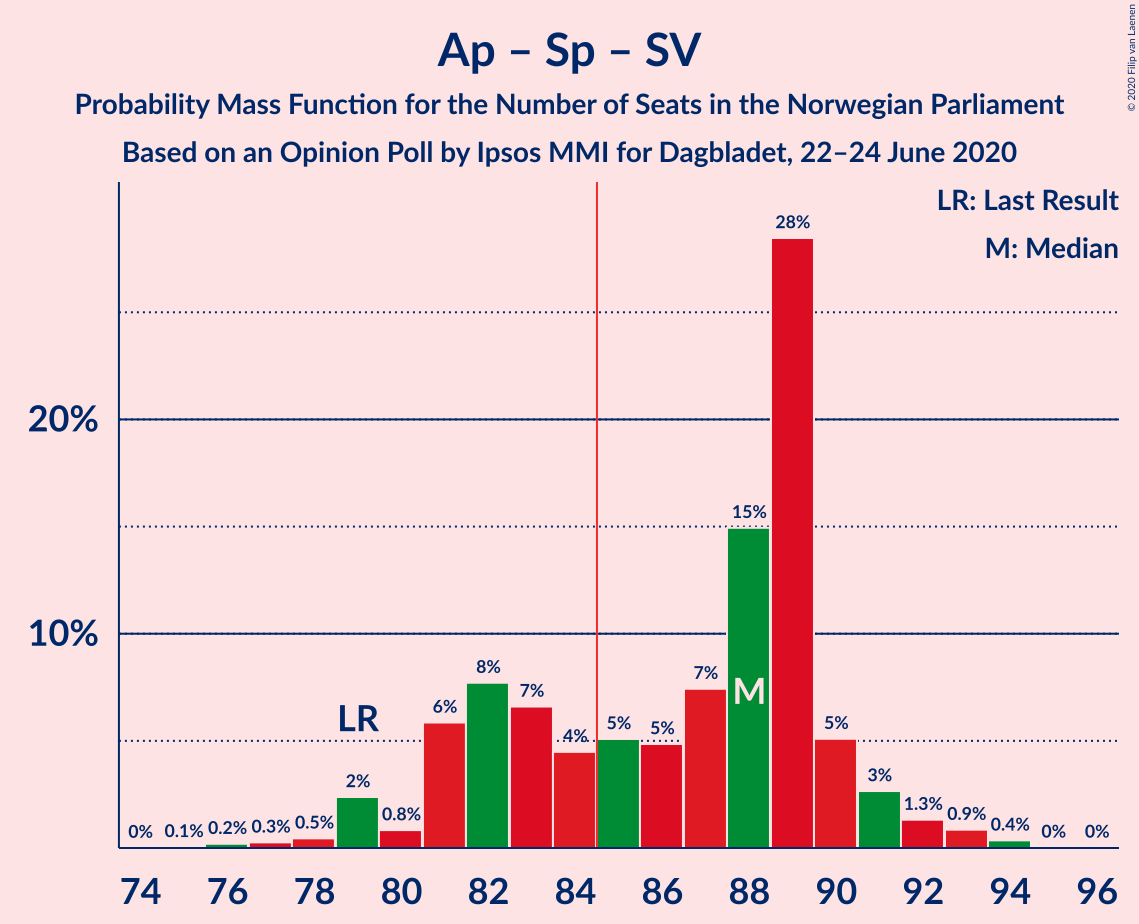 Ap – Sp – SV
Probability Mass Function for the Number of Seats in the Norwegian Parliament
Based on an Opinion Poll by Ipsos MMI for Dagbladet, 22–24 June 2020
© 2020 Filip van Laenen
LR: Last Result
M: Median
20%
10%
0% 0.1% 0.2% 0.3% 0.5% 2% 0.8% 6% 8% 7% 4% 5% 5% 7% 15% 28% 5% 3% 1.3% 0.9% 0.4% 0% 0%
LR
M
74 76 78 80 82 84 86 88 90 92 94 96